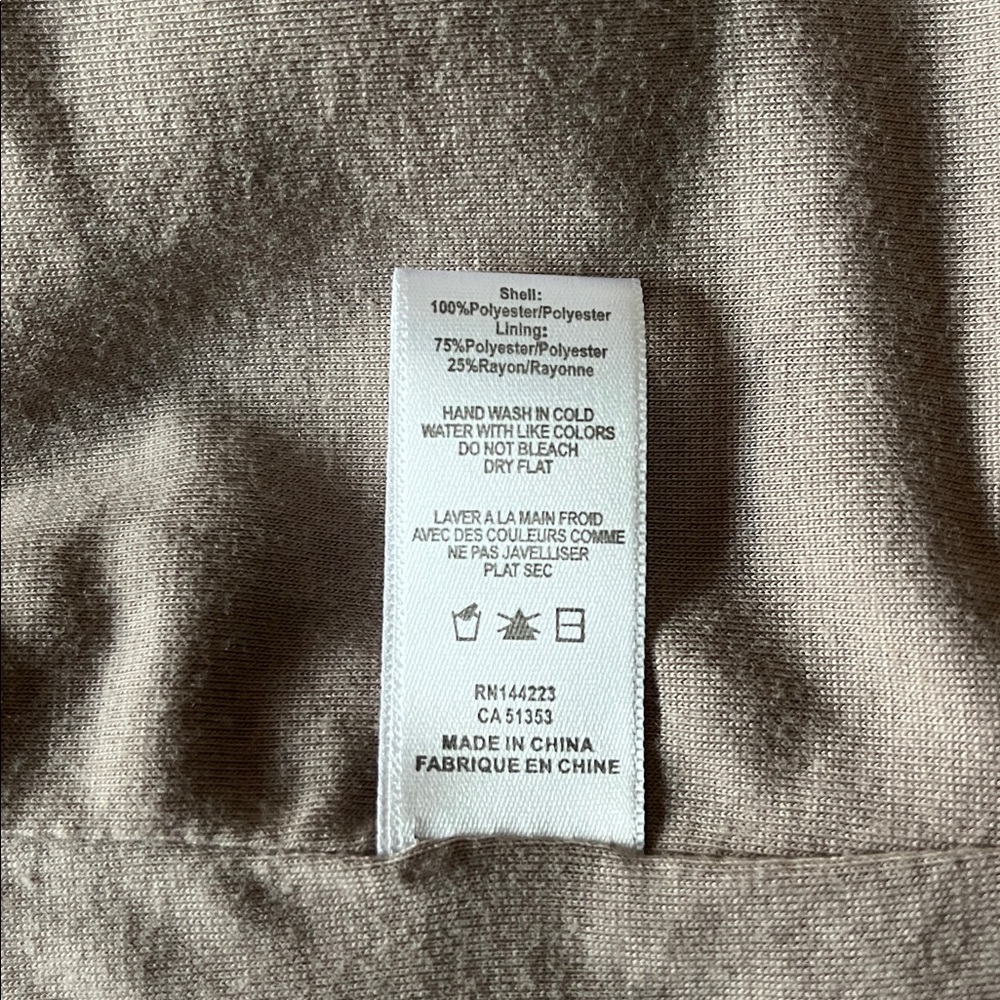 Shell:
100%Polyester/Polyester
Lining:
75%Polyester/Polyester
25%Rayon/Rayonne
HAND WASH IN COLD
WATER WITH LIKE COLORS
DO NOT BLEACH
DRY FLAT
LAVER A LA MAIN FROID
AVEC DES COULEURS COMME
NE PAS JAVELLISER
PLAT SEC
RN144223
CA 51353
MADE IN CHINA
FABRIQUE EN CHINE